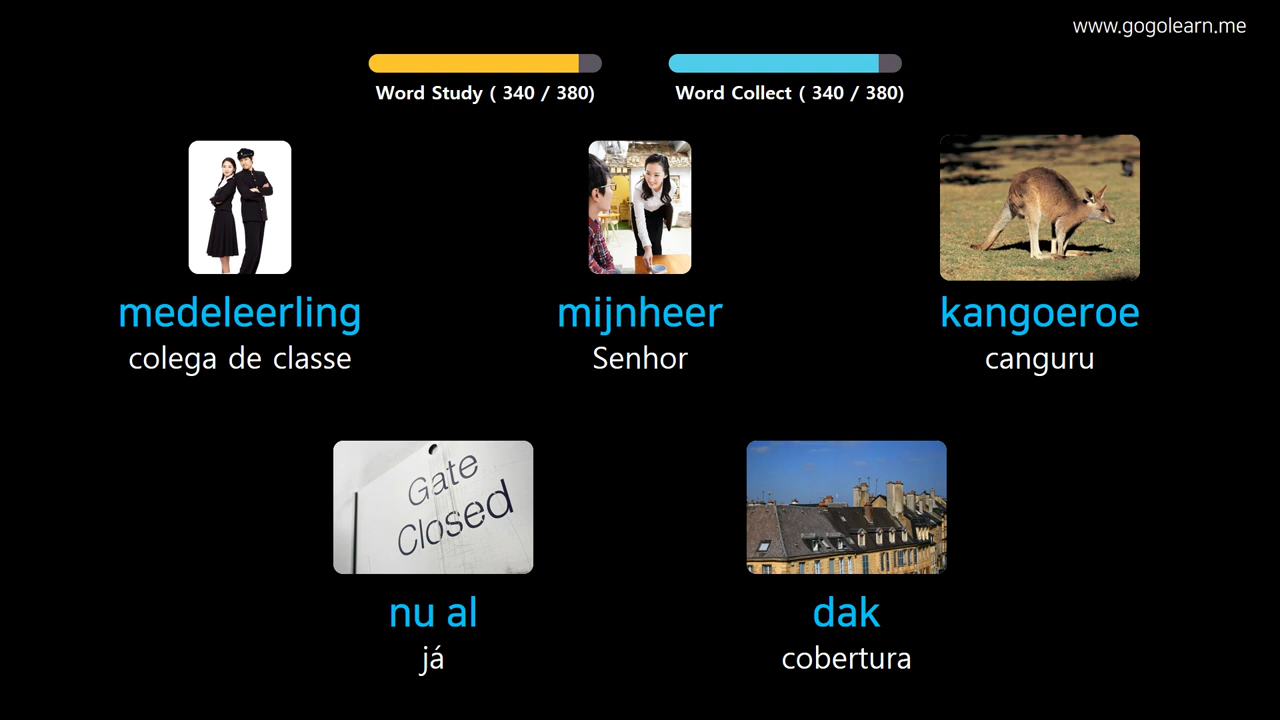 www.gogolearn.me
Word Study ( 340 / 380)
Word Collect ( 340 / 380)
medeleerling
colega de classe
mijnheer
Senhor
kangoeroe
canguru
Gate
Closed
nu al
já
dak
cobertura